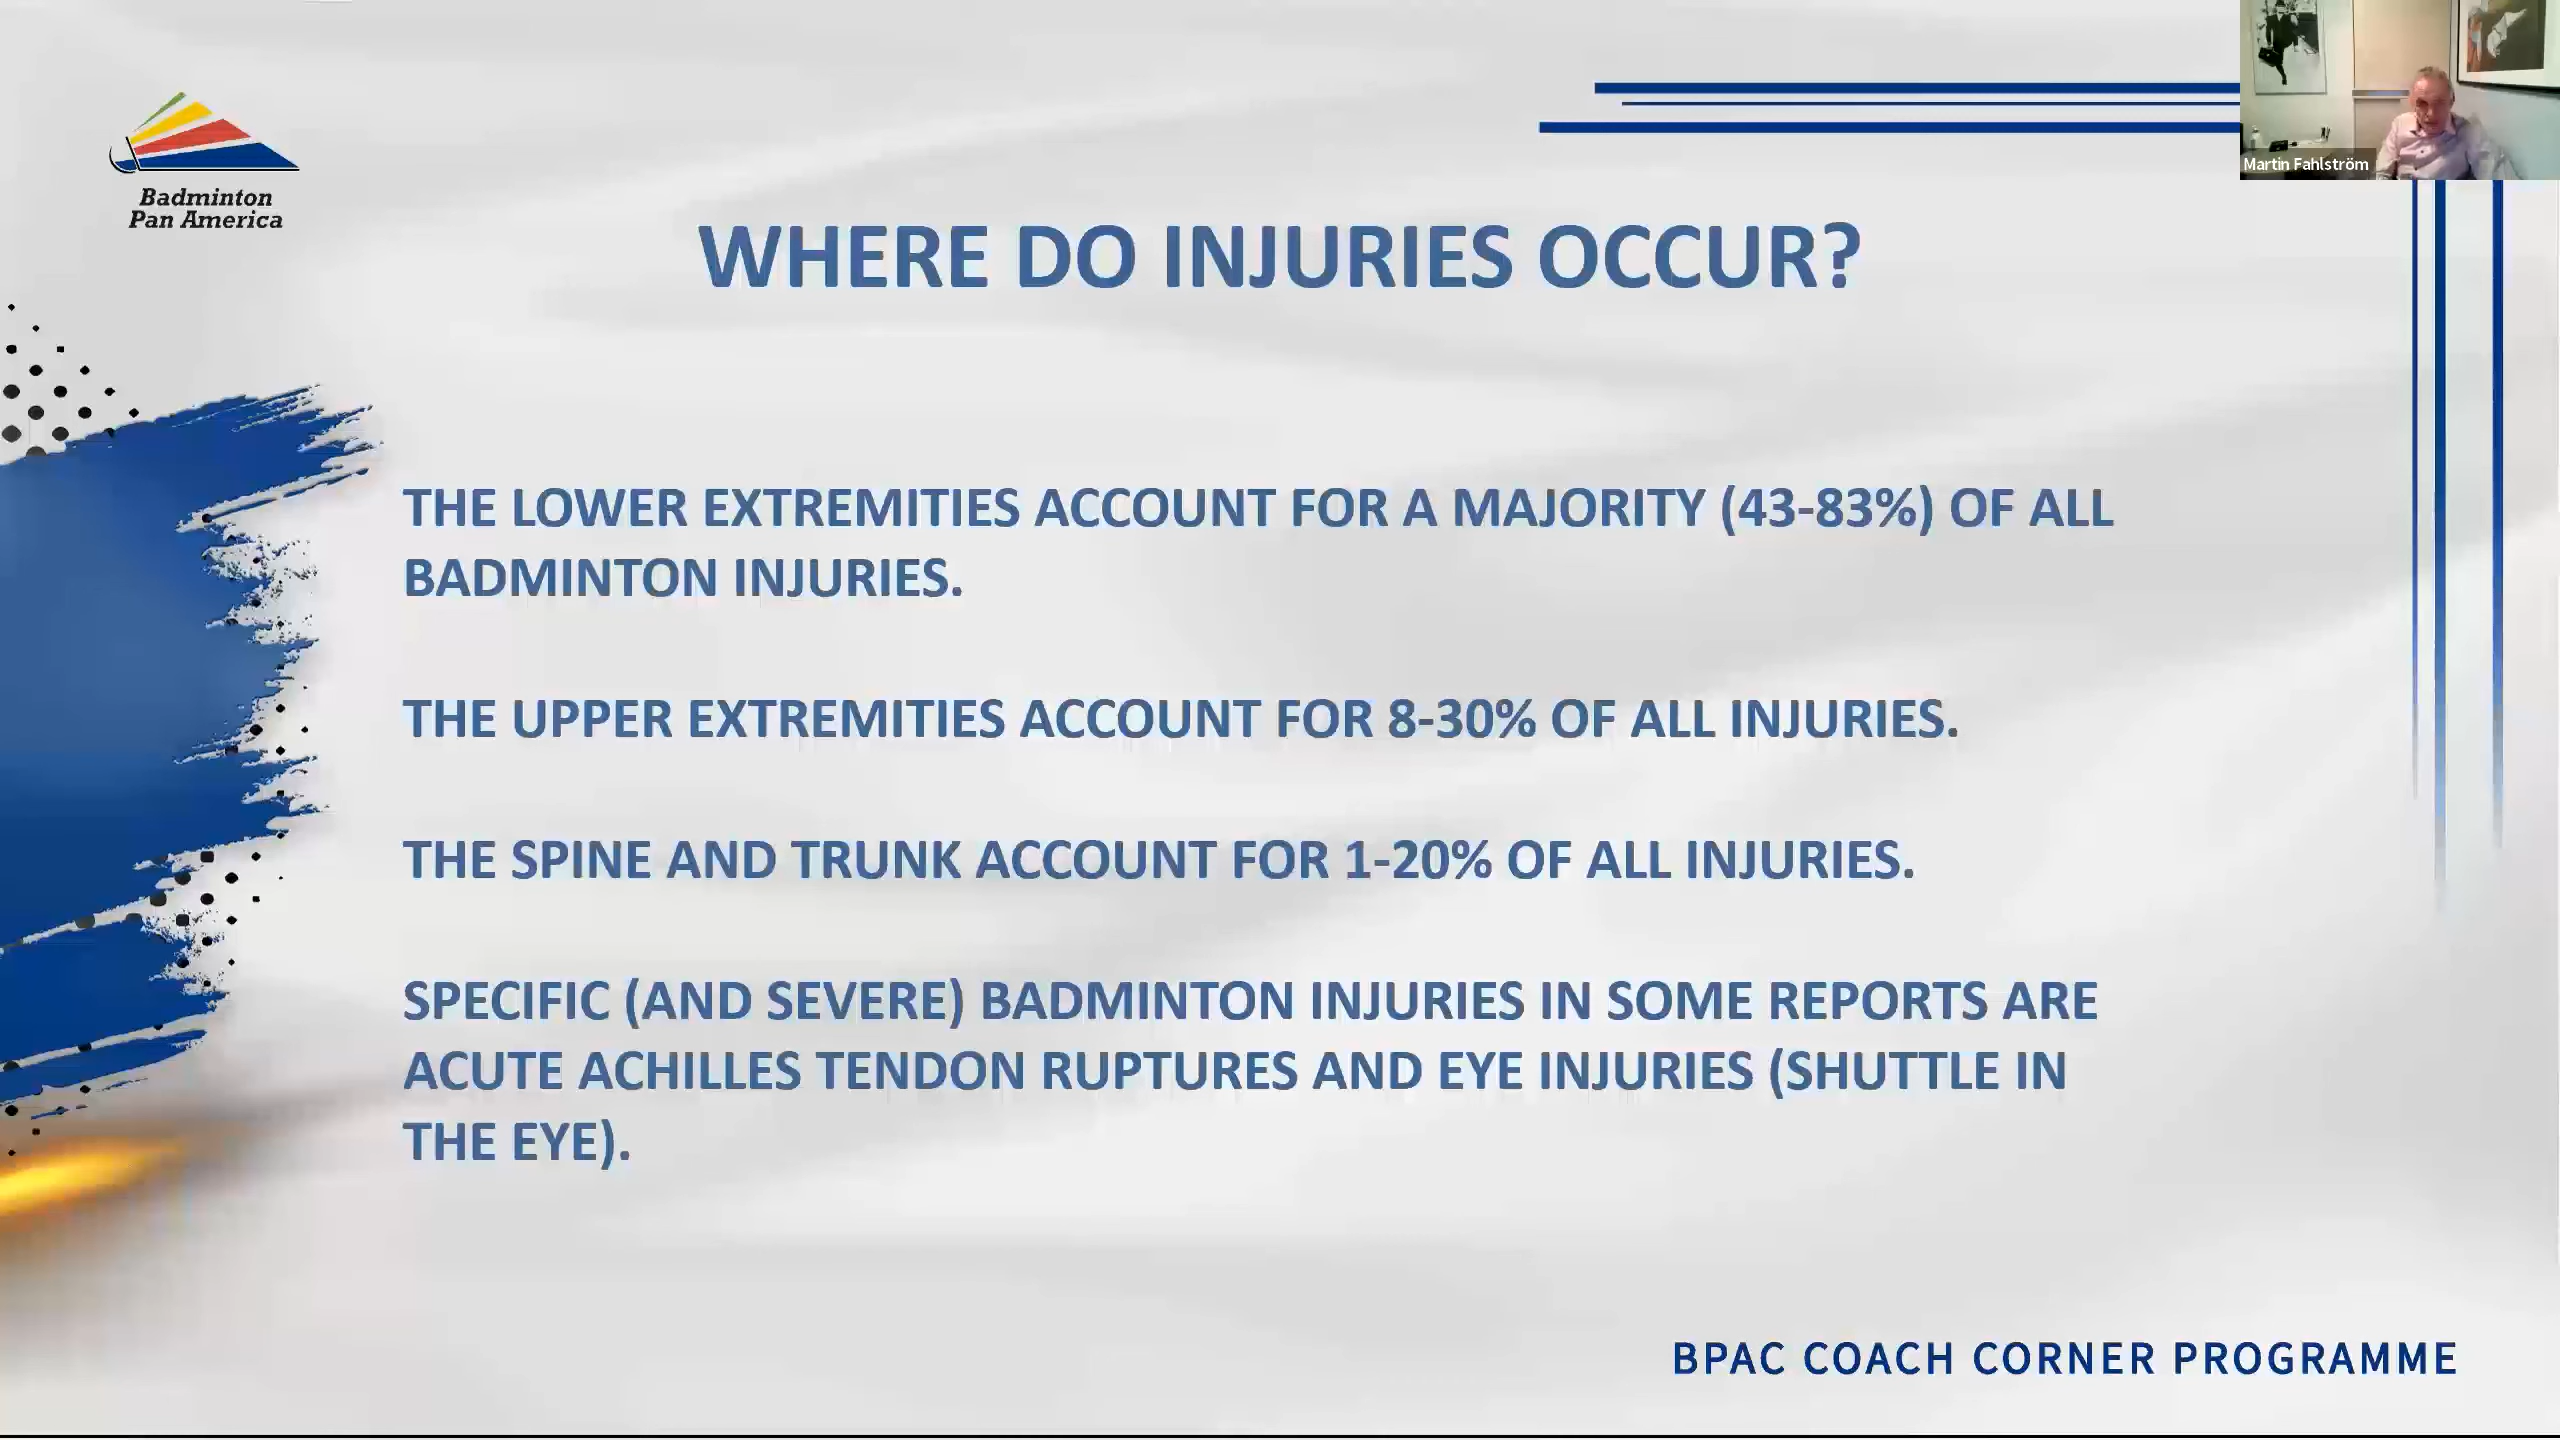 Badminton
Pan America
Martin Fahlström
WHERE DO INJURIES OCCUR?
THE LOWER EXTREMITIES ACCOUNT FOR A MAJORITY (43-83%) OF ALL
BADMINTON INJURIES.
THE UPPER EXTREMITIES ACCOUNT FOR 8-30% OF ALL INJURIES.
THE SPINE AND TRUNK ACCOUNT FOR 1-20% OF ALL INJURIES.
SPECIFIC (AND SEVERE) BADMINTON INJURIES IN SOME REPORTS ARE
ACUTE ACHILLES TENDON RUPTURES AND EYE INJURIES (SHUTTLE IN
THE EYE).
BPAC COACH CORNER PROGRAMME